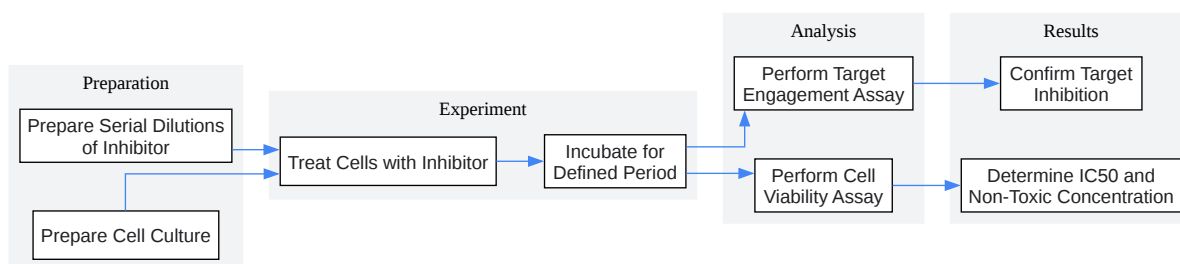 Preparation
Prepare Serial Dilutions
of Inhibitor
Prepare Cell Culture
Experiment
Treat Cells with Inhibitor
Incubate for
Defined Period
Analysis
Perform Target
Engagement Assay
Perform Cell
Viability Assay
Results
Confirm Target
Inhibition
Determine IC50 and
Non-Toxic Concentration